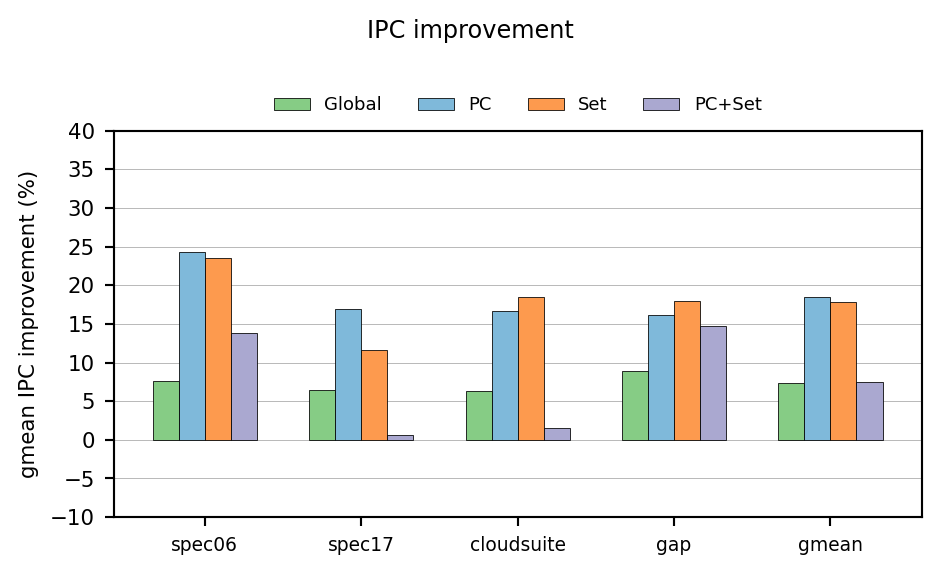 IPC improvement
Global PC Set PC+Set
gmean IPC improvement (%)
40
35
30
25
20
15
10
5
0
−5
−10
spec06 spec17 cloudsuite gap gmean